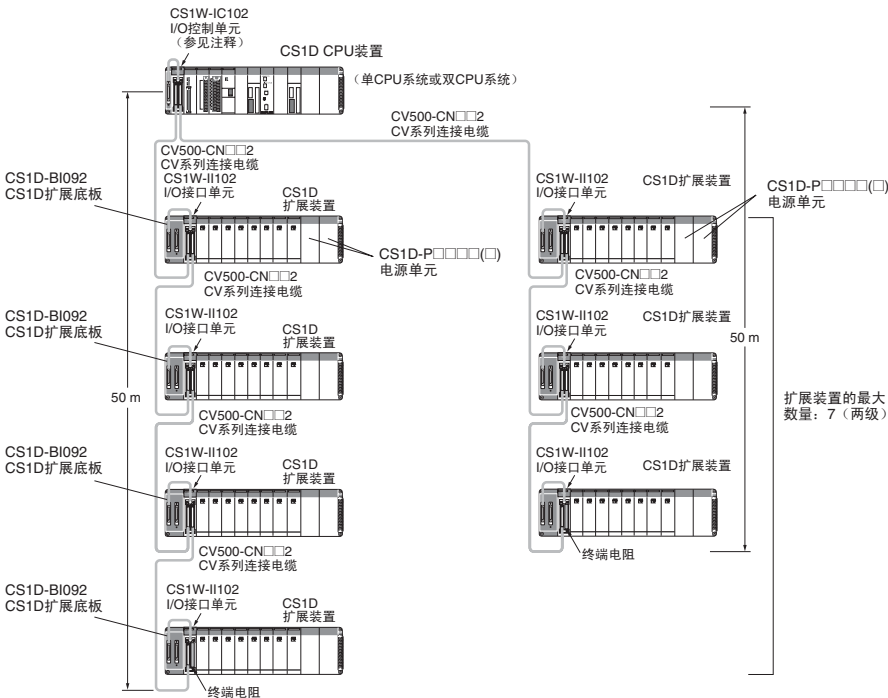 CS1W-IC102
I/O控制单元
（参见注释）
CS1D CPU装置
（单CPU系统或双CPU系统）
CV500-CN□□2
CV系列连接电缆
CV500-CN□□2
CV系列连接电缆
CS1D-BI092
CS1D扩展底板
CS1W-II102
I/O接口单元
CS1D
扩展装置
CS1W-II102
I/O接口单元
CS1D扩展装置
CS1D-P□□□□(□)
电源单元
CS1D-P□□□□(□)
电源单元
CV500-CN□□2
CV系列连接电缆
CV500-CN□□2
CV系列连接电缆
CS1D-BI092
CS1D扩展底板
CS1W-II102
I/O接口单元
CS1D
扩展装置
CS1W-II102
I/O接口单元
CS1D扩展装置
50 m
50 m
扩展装置的最大
数量：7（两级）
CV500-CN□□2
CV系列连接电缆
CV500-CN□□2
CV系列连接电缆
CS1D-BI092
CS1D扩展底板
CS1W-II102
I/O接口单元
CS1D
扩展装置
CS1W-II102
I/O接口单元
CS1D扩展装置
终端电阻
CV500-CN□□2
CV系列连接电缆
CS1D-BI092
CS1D扩展底板
CS1W-II102
I/O接口单元
CS1D
扩展装置
终端电阻